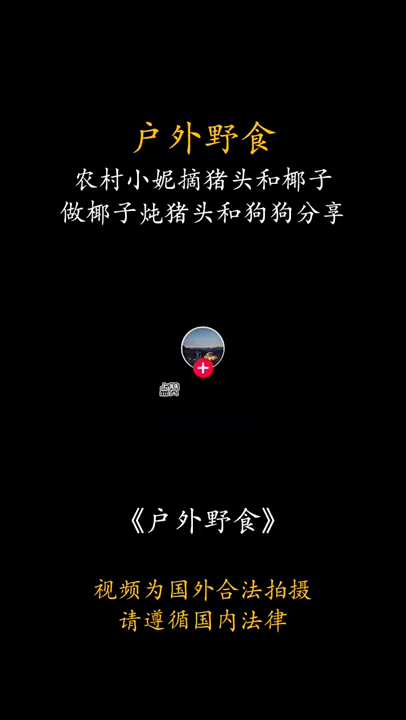 户外野食
农村小妮摘猪头和椰子
做椰子炖猪头和狗狗分享
点赞
《户外野食》
视频为国外合法拍摄
请遵循国内法律